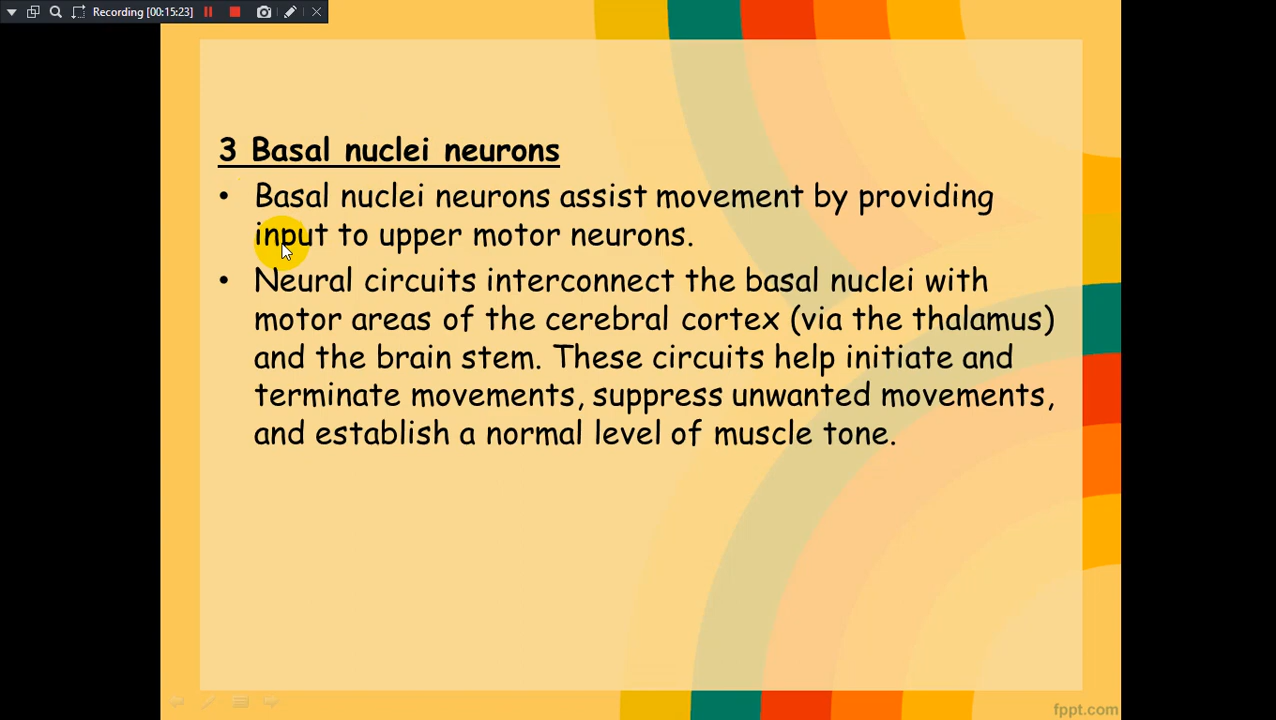 Recording [00:15:23]
3 Basal nuclei neurons
• Basal nuclei neurons assist movement by providing
input to upper motor neurons.
• Neural circuits interconnect the basal nuclei with
motor areas of the cerebral cortex (via the thalamus)
and the brain stem. These circuits help initiate and
terminate movements, suppress unwanted movements,
and establish a normal level of muscle tone.
fppt.com